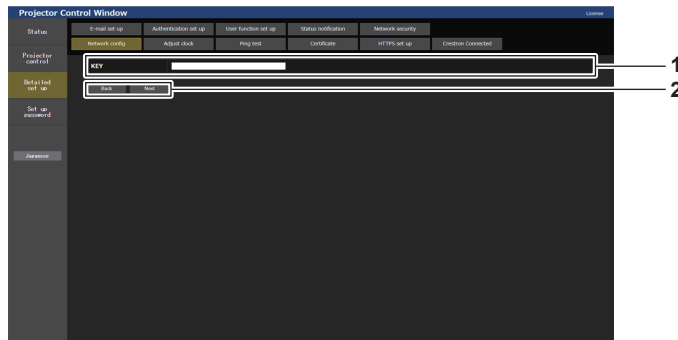 Projector Control Window
License
Status
E-mail set up
Authentication set up
User function set up
Status notification
Network security
Network config
Adjust clock
Ping test
Certificate
HTTPS set up
Crestron Connected
Projector
control
KEY
1
Detailed
set up
Back
Next
2
Set up
password
Japanese